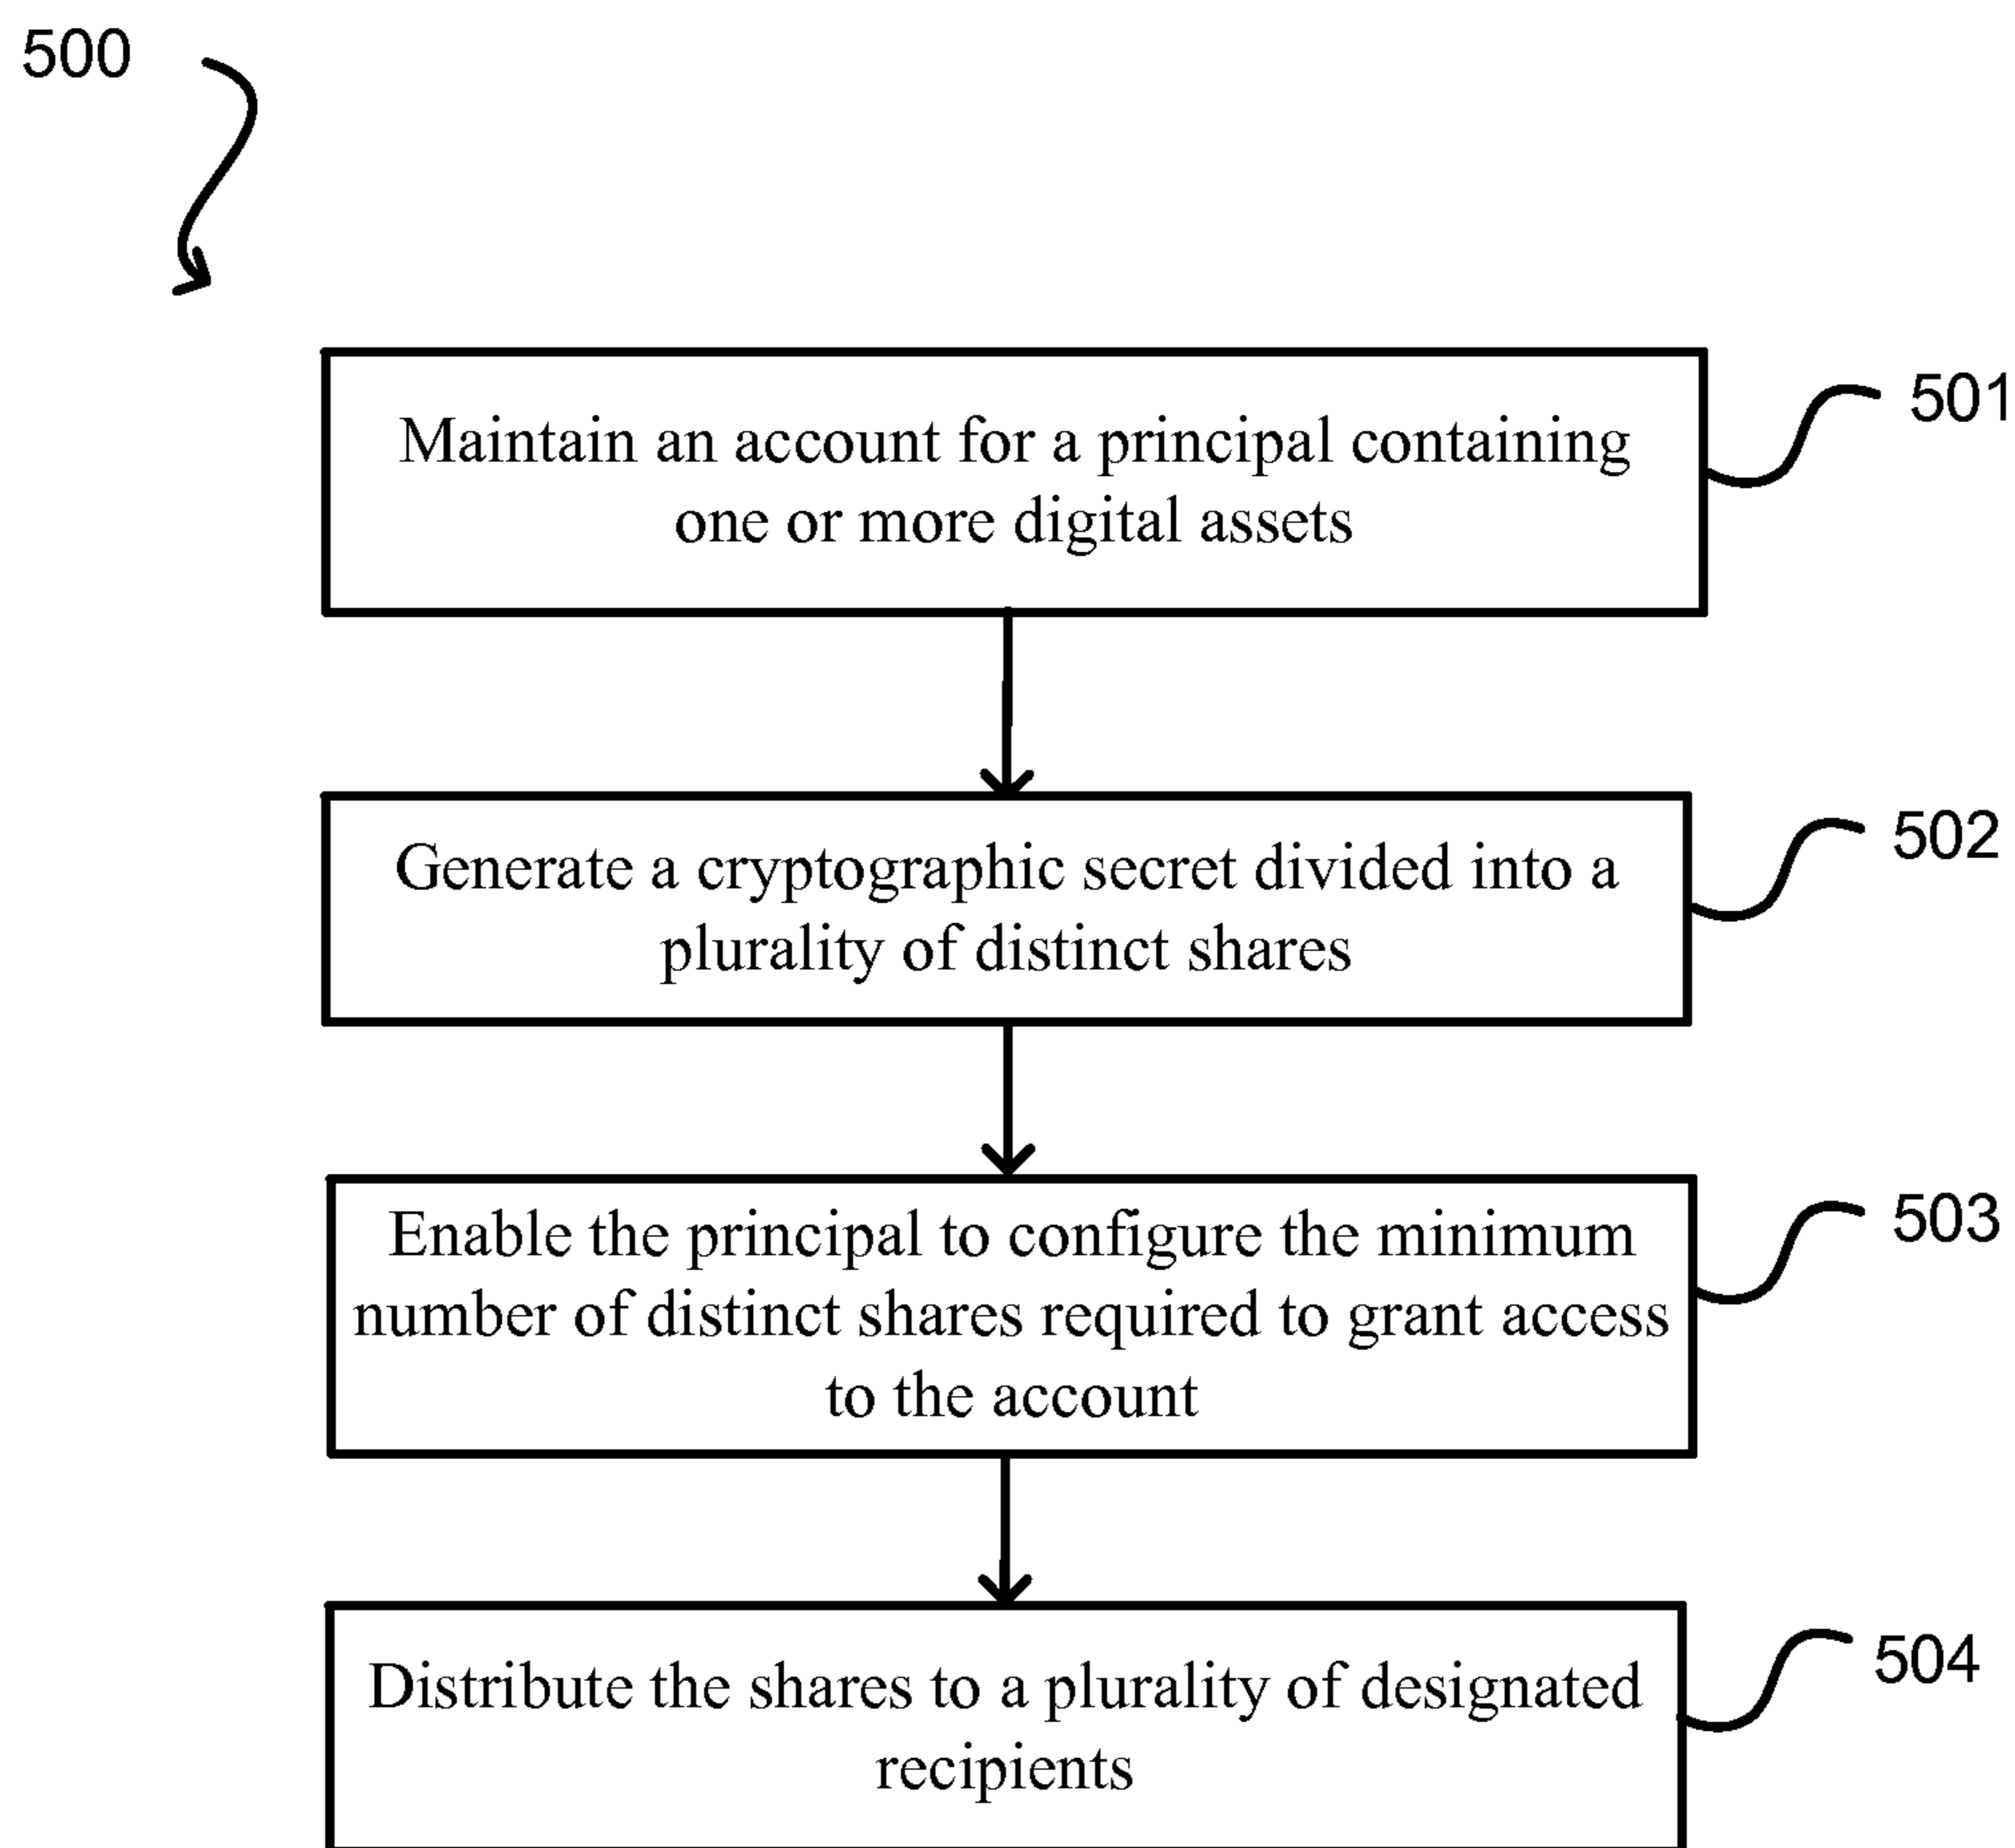 500
Maintain an account for a principal containing
one or more digital assets
501
Generate a cryptographic secret divided into a
plurality of distinct shares
502
Enable the principal to configure the minimum
number of distinct shares required to grant access
to the account
503
Distribute the shares to a plurality of designated
recipients
504